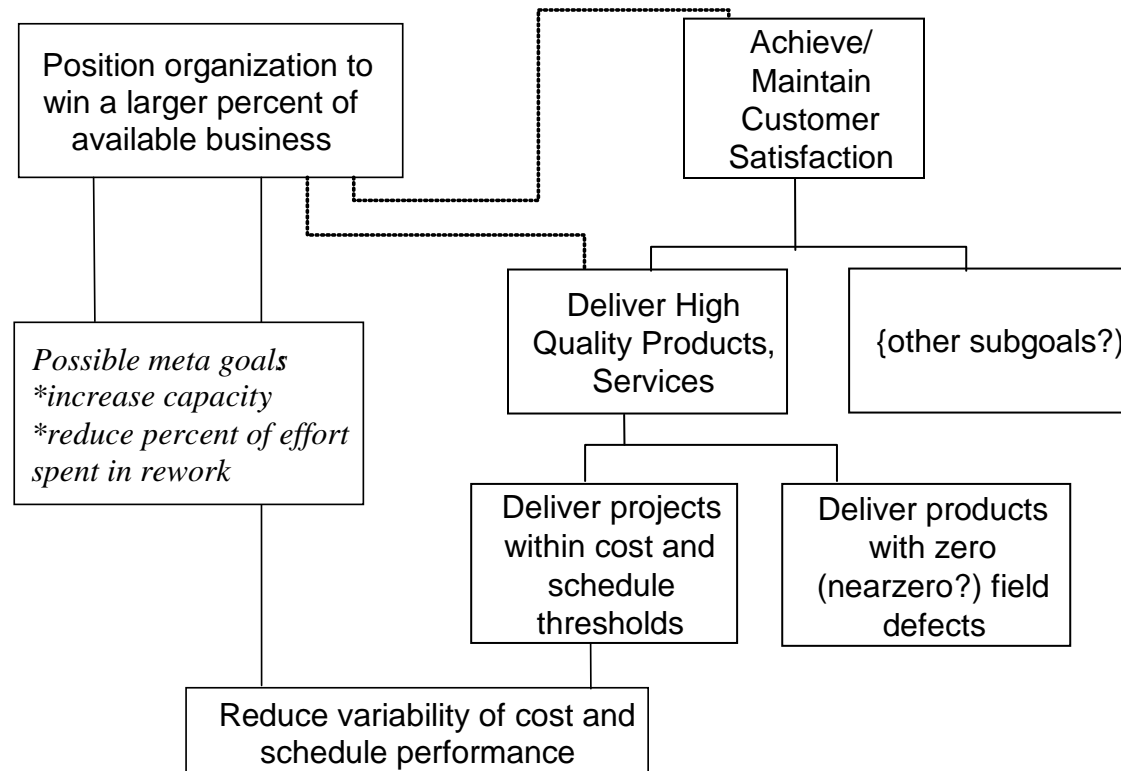 Position organization to
win a larger percent of
available business
Achieve/
Maintain
Customer
Satisfaction
Deliver High
Quality Products,
Services
{other subgoals?)
Possible meta goals
*increase capacity
*reduce percent of effort
spent in rework
Deliver projects
within cost and
schedule
thresholds
Deliver products
with zero
(nearzero?) field
defects
Reduce variability of cost and
schedule performance